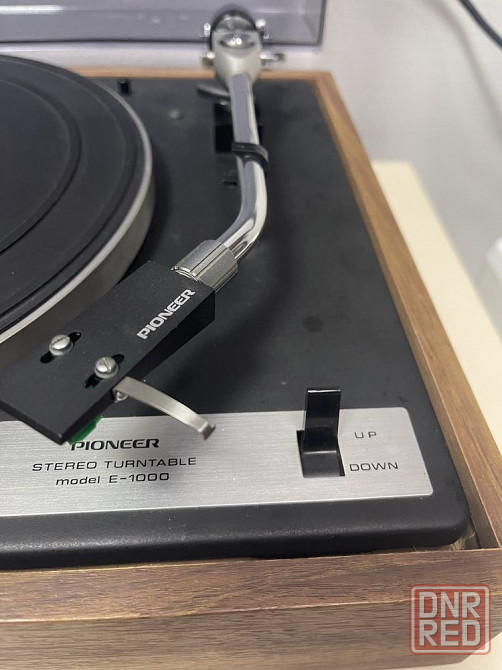 PIONEER
PIONEER
STEREO TURNTABLE
model E-1000
UP
DOWN
DNR
RED